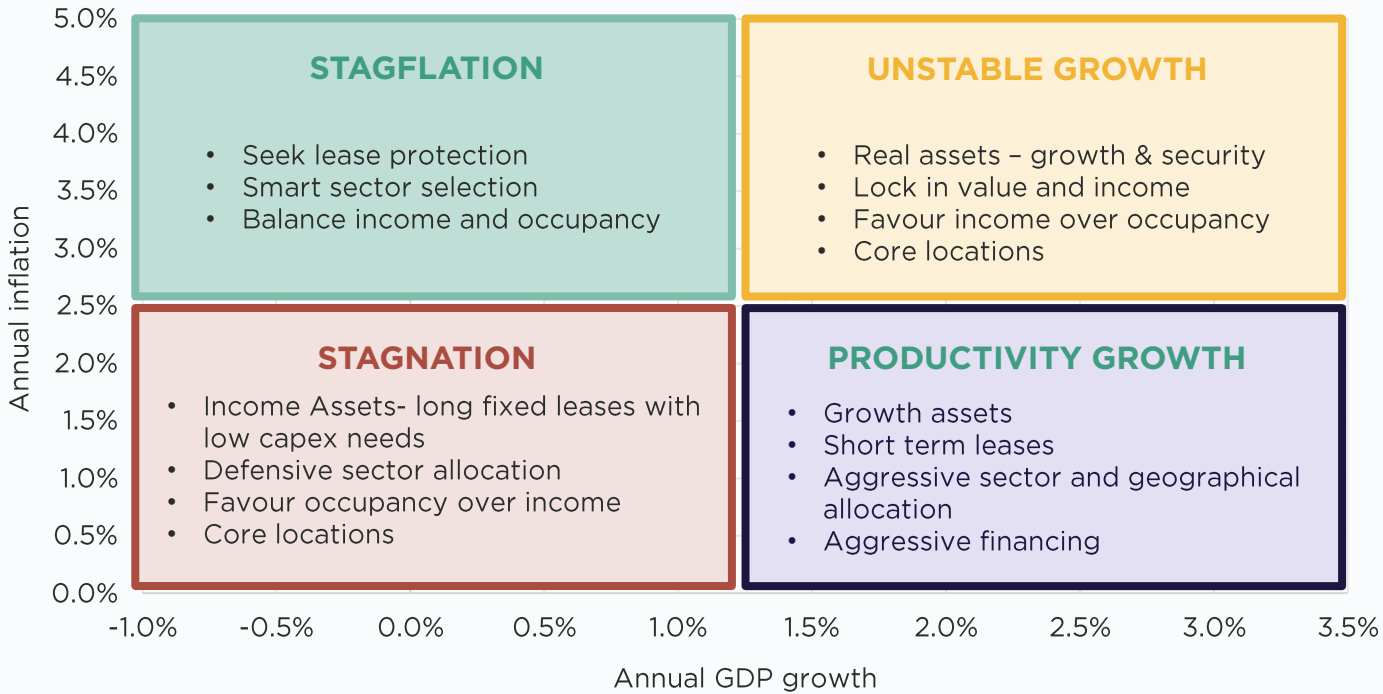 5.0%
4.5%
4.0%
3.5%
3.0%
2.5%
2.0%
1.5%
1.0%
0.5%
0.0%
Annual inflation
STAGFLATION
• Seek lease protection
• Smart sector selection
• Balance income and occupancy
UNSTABLE GROWTH
• Real assets – growth & security
• Lock in value and income
• Favour income over occupancy
• Core locations
STAGNATION
• Income Assets- long fixed leases with
low capex needs
• Defensive sector allocation
• Favour occupancy over income
• Core locations
PRODUCTIVITY GROWTH
• Growth assets
• Short term leases
• Aggressive sector and geographical
allocation
• Aggressive financing
-1.0% -0.5% 0.0% 0.5% 1.0% 1.5% 2.0% 2.5% 3.0% 3.5%
Annual GDP growth